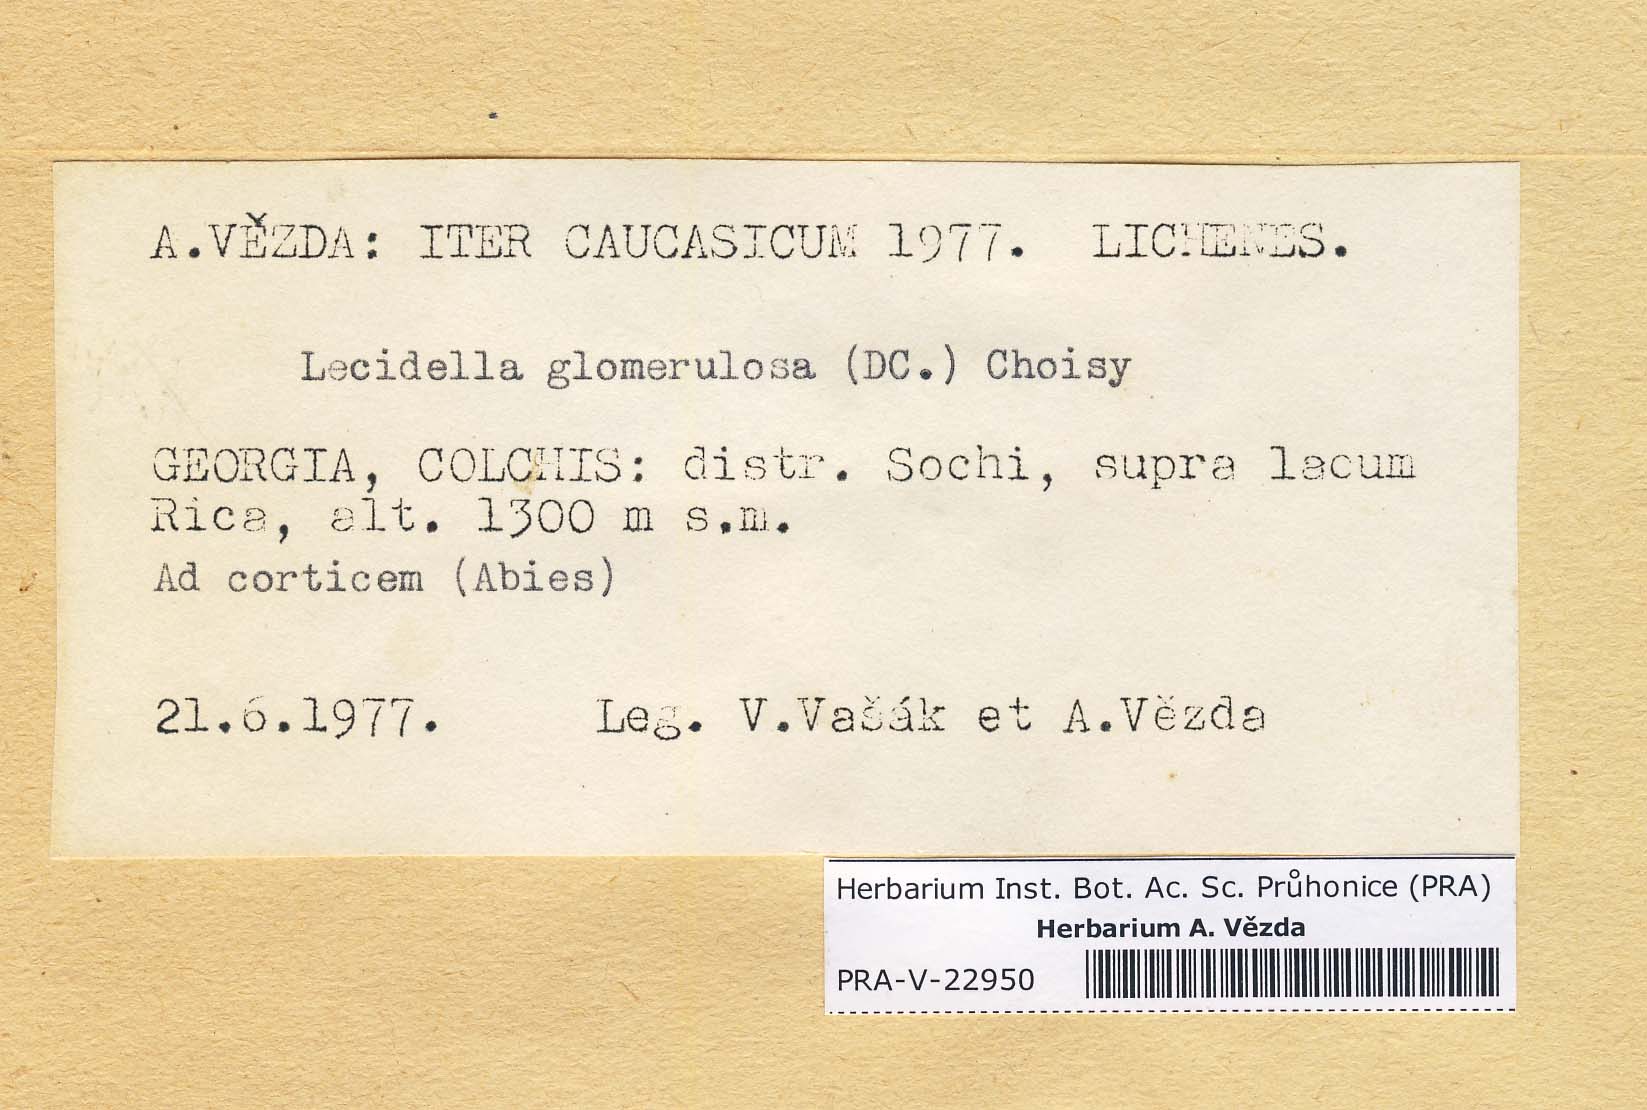 A.VĚZDA: ITER CAUCASICUM 1977. LICHENES.
Lecidella glomerulosa (DC.) Choisy
GEORGIA, COLCHIS: distr. Sochi, supra lacum
Rica, alt. 1300 m s.m.
Ad corticem (Abies)
21.6.1977. Leg. V.Vašák et A.Vězda
Herbarium Inst. Bot. Ac. Sc. Průhonice (PRA)
Herbarium A. Vězda
PRA-V-22950